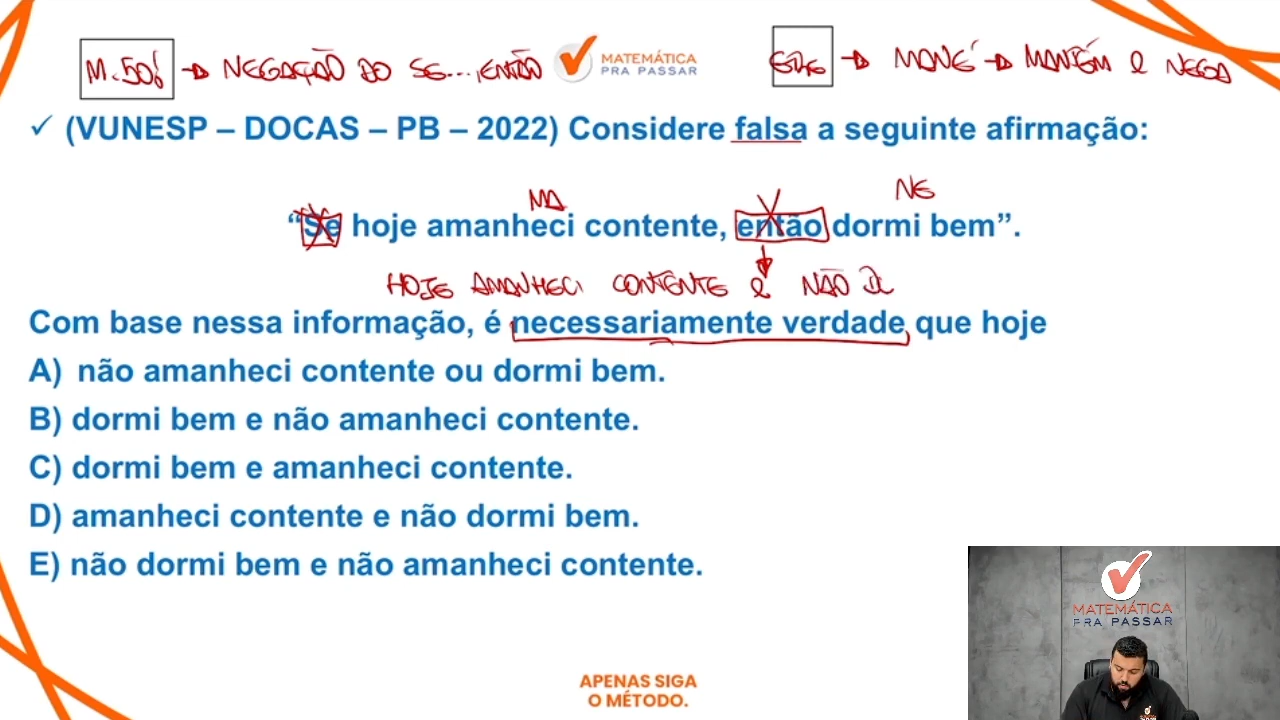 M.50! → NEGAÇÃO DO SE..., ENTÃO
MATEMÁTICA
PRA PASSAR
→ MANÉ → MANTÉM E NEGA
✓ (VUNESP – DOCAS – PB – 2022) Considere falsa a seguinte afirmação:
MA
NE
“Se hoje amanheci contente, então dormi bem”.
HOJE AMANHECI CONTENTE E NÃO D
Com base nessa informação, é necessariamente verdade que hoje
A) não amanheci contente ou dormi bem.
B) dormi bem e não amanheci contente.
C) dormi bem e amanheci contente.
D) amanheci contente e não dormi bem.
E) não dormi bem e não amanheci contente.
MATEMÁTICA
PRA PASSAR
APENAS SIGA
O MÉTODO.